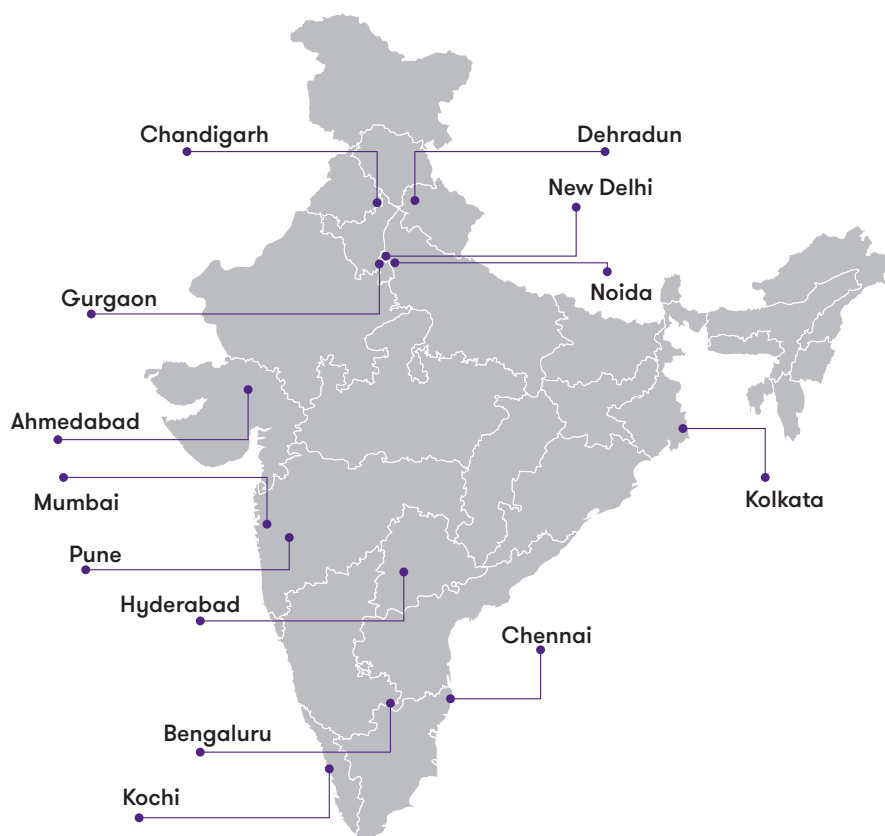 Chandigarh
Dehradun
New Delhi
Gurgaon
Noida
Ahmedabad
Mumbai
Kolkata
Pune
Hyderabad
Chennai
Bengaluru
Kochi